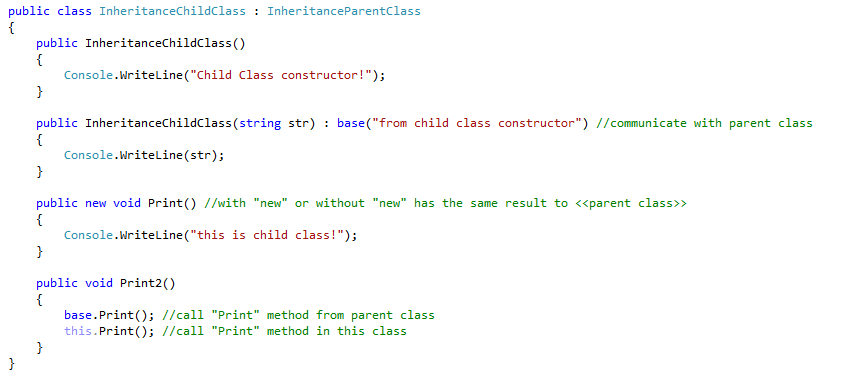 public class InheritanceChildClass : InheritanceParentClass
{
    public InheritanceChildClass()
    {
        Console.WriteLine("Child Class constructor!");
    }

    public InheritanceChildClass(string str) : base("from child class constructor") //communicate with parent class
    {
        Console.WriteLine(str);
    }

    public new void Print() //with "new" or without "new" has the same result to <<parent class>>
    {
        Console.WriteLine("this is child class!");
    }

    public void Print2()
    {
        base.Print(); //call "Print" method from parent class
        this.Print(); //call "Print" method in this class
    }
}